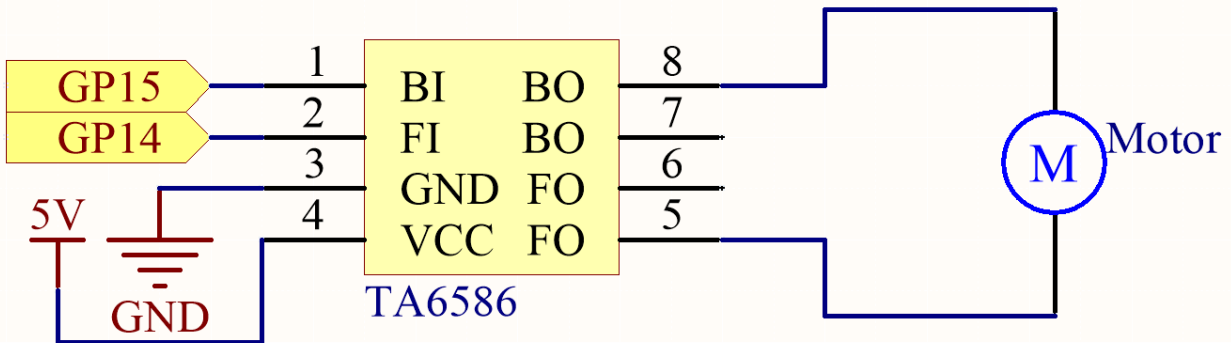 GP15
GP14
5V
GND
1
2
3
4
BI BO
FI BO
GND FO
VCC FO
8
7
6
5
TA6586
M
Motor